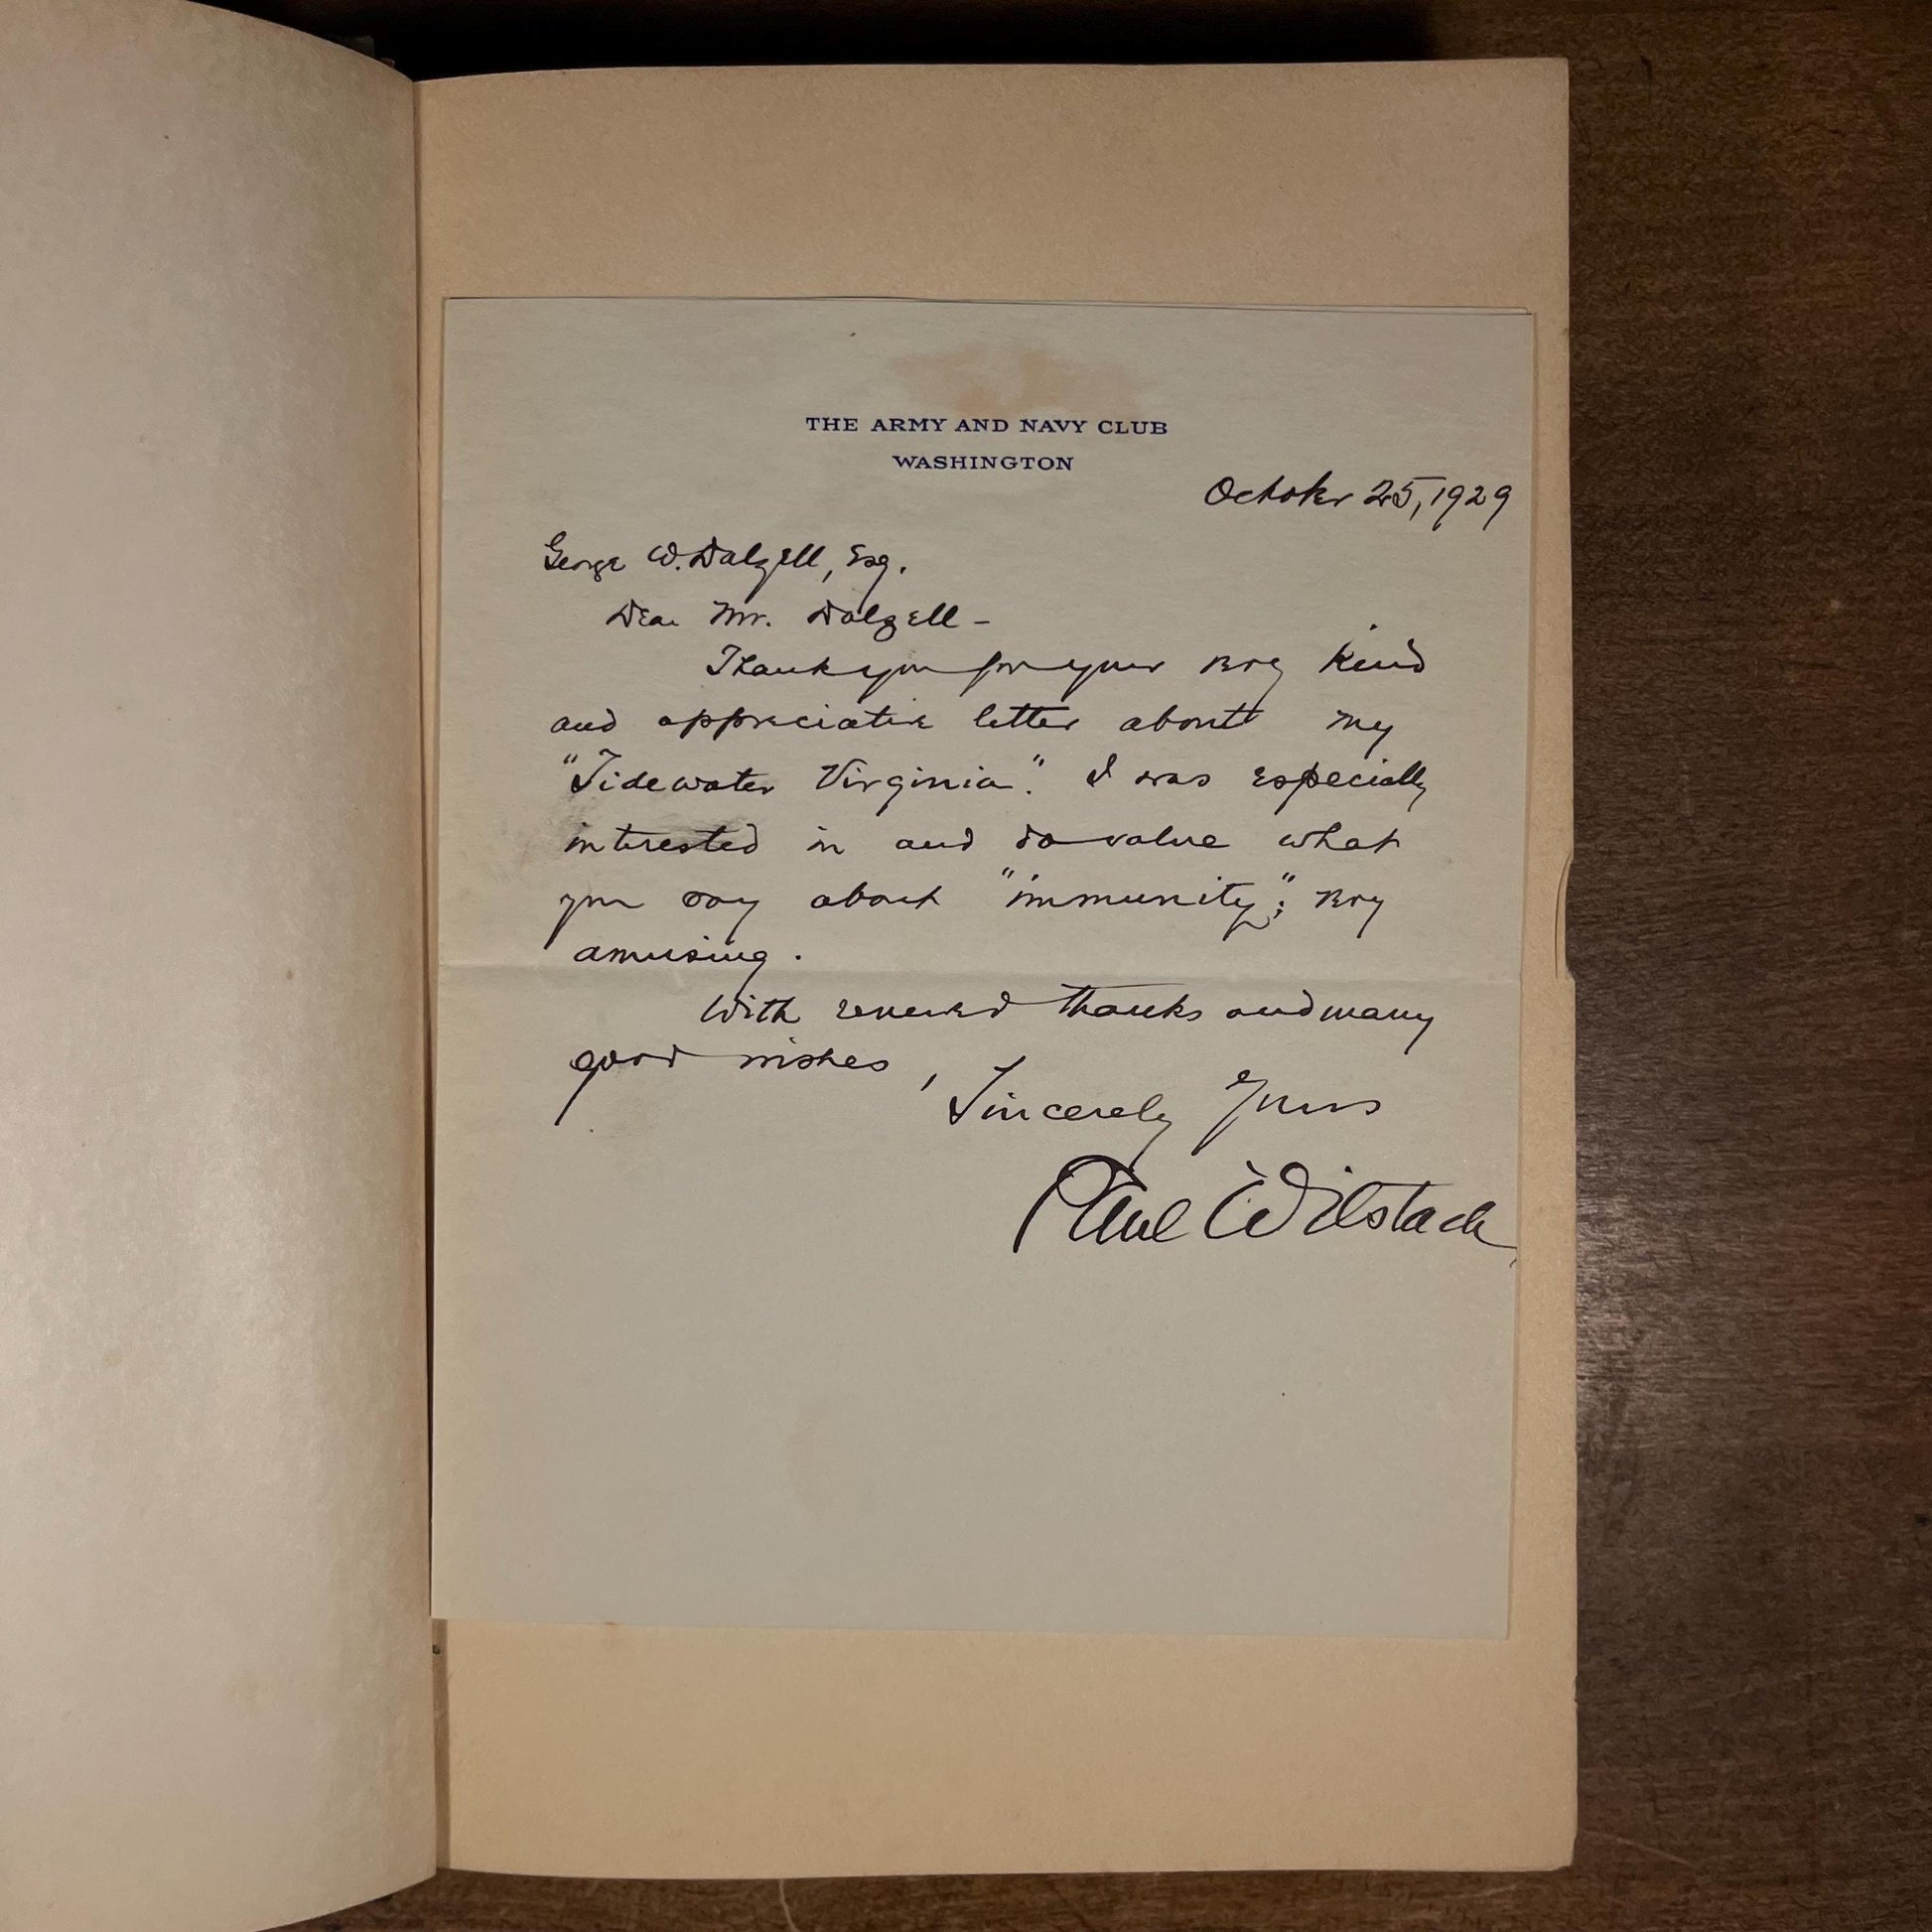 THE ARMY AND NAVY CLUB
WASHINGTON
October 25, 1929
George W. Dalzell, Esq.
Dear Mr. Dalzell –
Thank you for your very kind
and appreciative letter about my
"Tidewater Virginia". I was especially
interested in and do value what
you say about "immunity"; very
amusing.
With renewed thanks and many
good wishes,
Sincerely Yours
Paul Wilstach